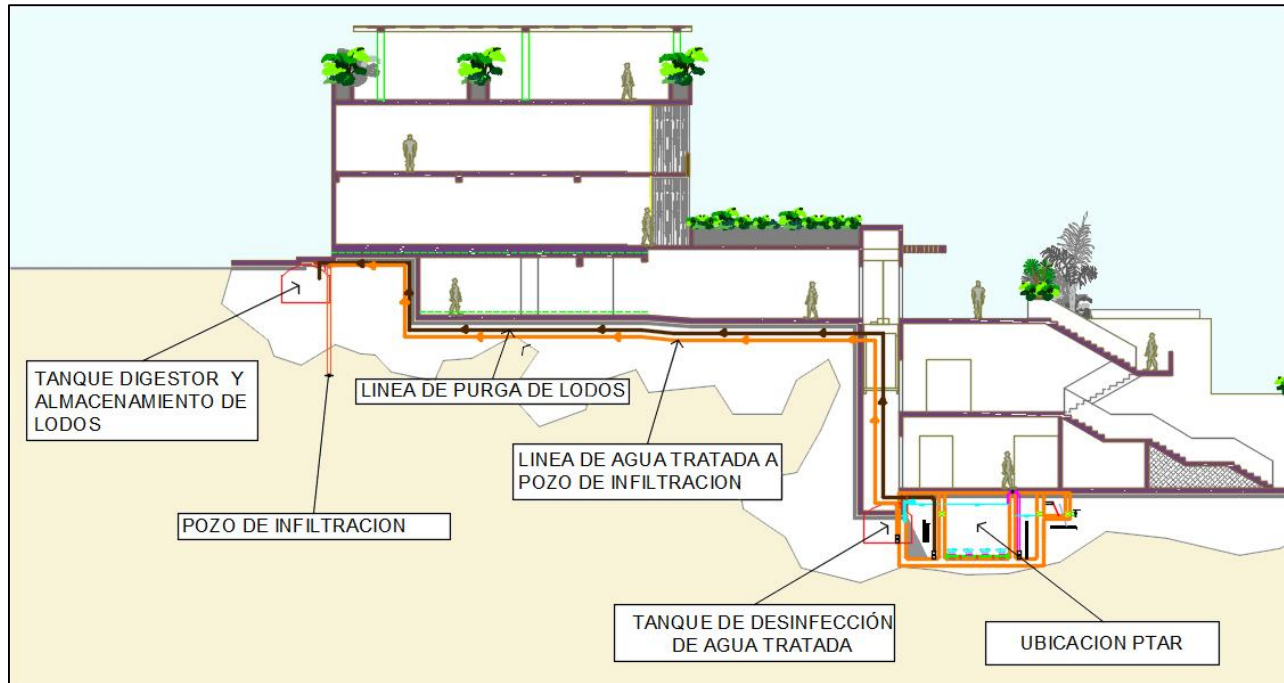 TANQUE DIGESTOR Y
ALMACENAMIENTO DE
LODOS
LINEA DE PURGA DE LODOS
LINEA DE AGUA TRATADA A
POZO DE INFILTRACION
POZO DE INFILTRACION
TANQUE DE DESINFECCIÓN
DE AGUA TRATADA
UBICACION PTAR